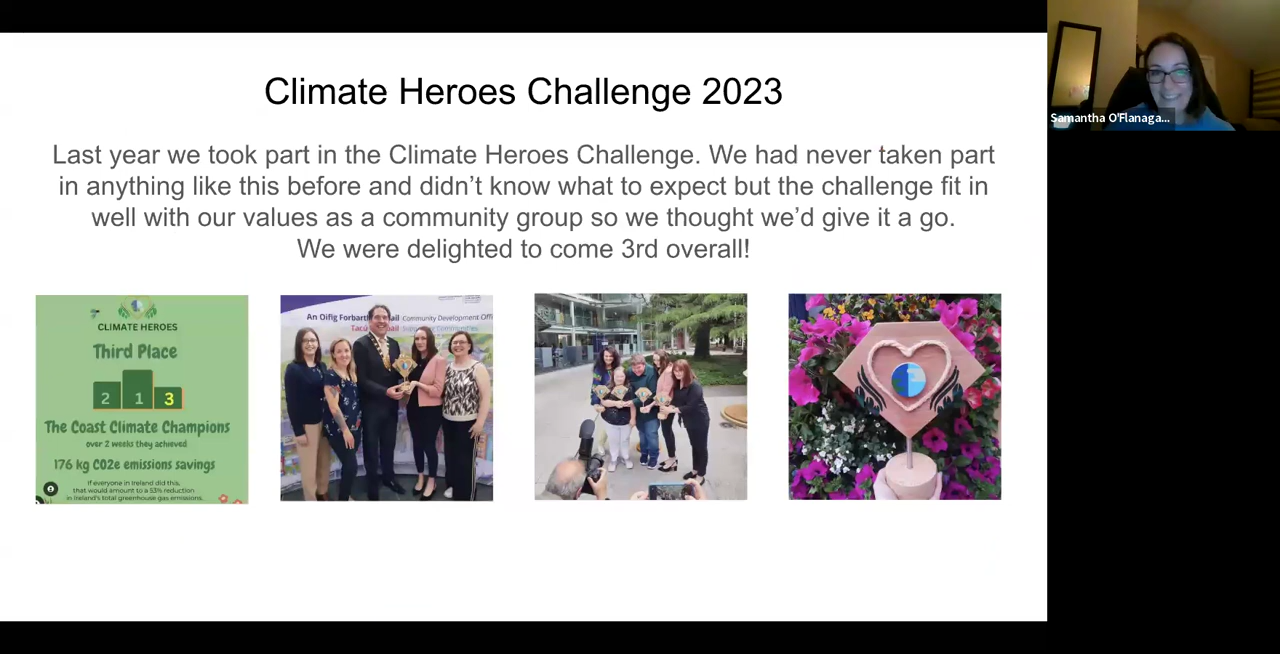 Climate Heroes Challenge 2023
Samantha O'Flanaga...
Last year we took part in the Climate Heroes Challenge. We had never taken part
in anything like this before and didn't know what to expect but the challenge fit in
well with our values as a community group so we thought we'd give it a go.
We were delighted to come 3rd overall!
CLIMATE HEROES
Third Place
2 1 3
The Coast Climate Champions
over 2 weeks they achieved
176 kg CO2e emissions savings
if everyone in Ireland did this,
that would amount to a 53% reduction
in Ireland's total greenhouse gas emissions.
An Oifig Forbartha Community Development Offi